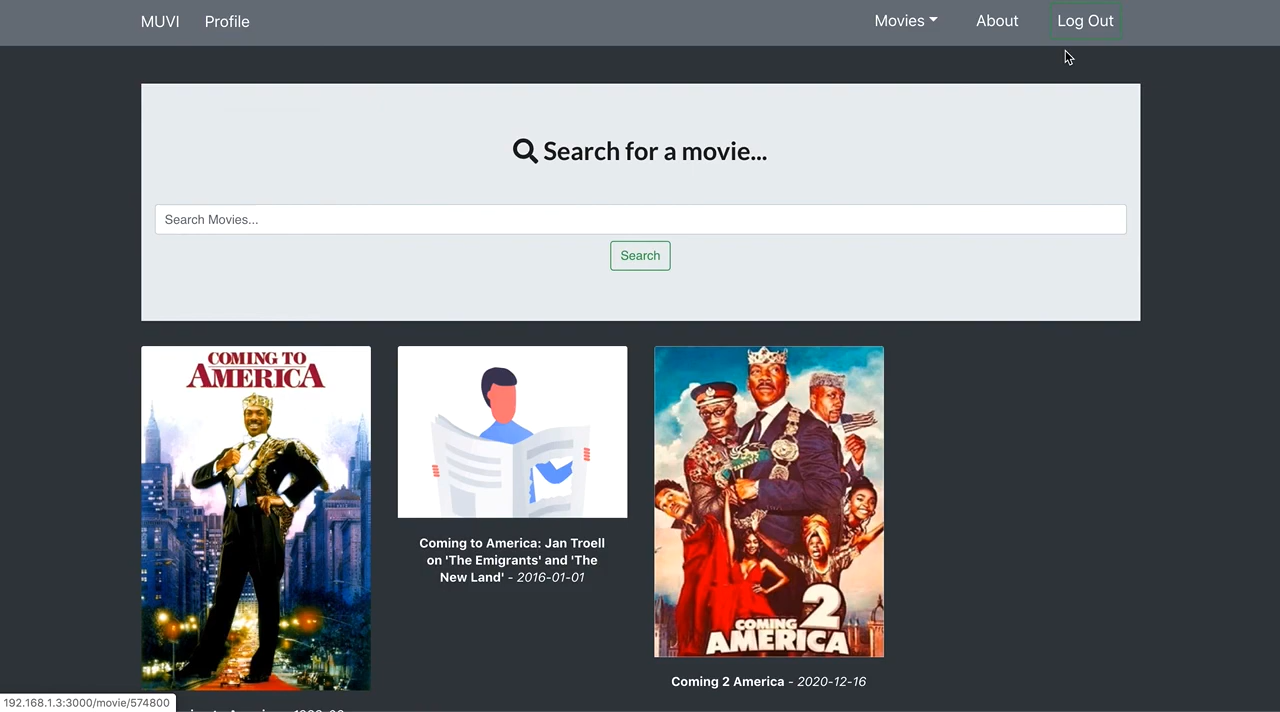 MUVI Profile Movies About Log Out
Search for a movie...
Search Movies...
Search
COMING TO
AMERICA
Coming to America: Jan Troell
on 'The Emigrants' and 'The
New Land' - 2016-01-01
COMING 2
AMERICA
Coming 2 America - 2020-12-16
192.168.1.3:3000/movie/574800